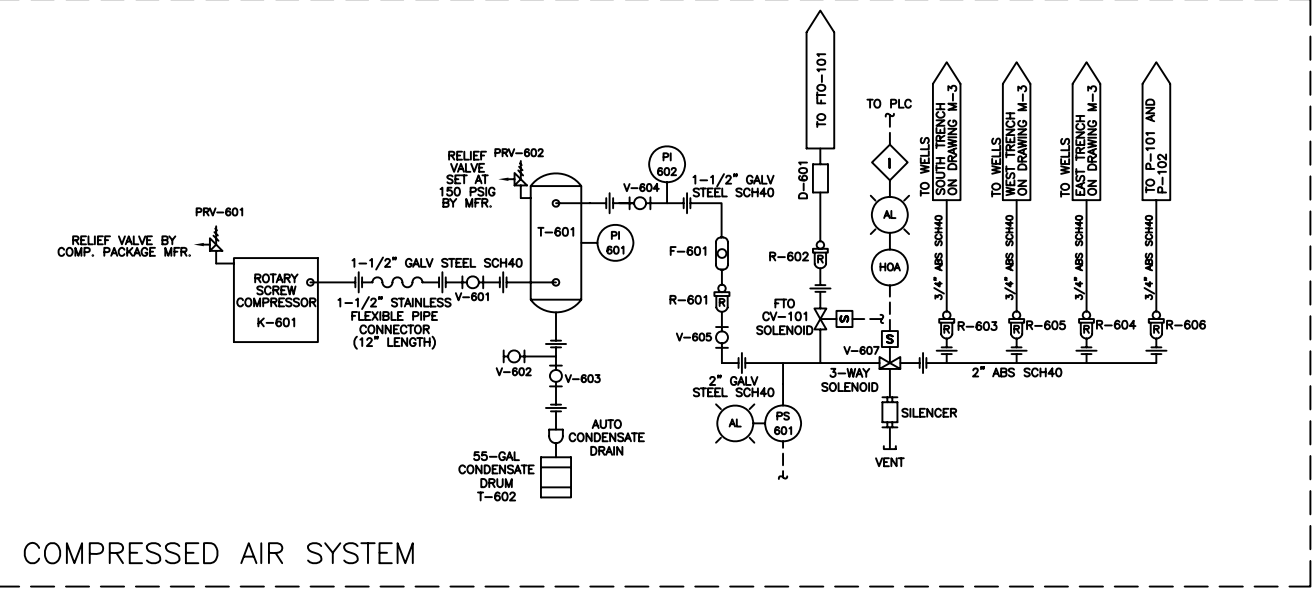 PRV-601
RELIEF VALVE BY
COMP. PACKAGE MFR.
ROTARY
SCREW
COMPRESSOR
K-601
1-1/2" GALV STEEL SCH40
V-601
1-1/2" STAINLESS
FLEXIBLE PIPE
CONNECTOR
(12" LENGTH)
RELIEF
VALVE
SET AT
150 PSIG
BY MFR.
PRV-602
T-601
PI
601
V-602
V-603
AUTO
CONDENSATE
DRAIN
55-GAL
CONDENSATE
DRUM
T-602
V-604
PI
602
1-1/2" GALV
STEEL SCH40
F-601
R-601
R
V-605
2" GALV
STEEL SCH40
AL
PS
601
TO FTO-101
D-601
R-602
R
FTO
CV-101
SOLENOID
S
TO PLC
I
AL
HOA
S
V-607
3-WAY
SOLENOID
SILENCER
VENT
TO WELLS
SOUTH TRENCH
ON DRAWING M-3
3/4" ABS SCH40
R
R-603
TO WELLS
WEST TRENCH
ON DRAWING M-3
3/4" ABS SCH40
R
R-605
TO WELLS
EAST TRENCH
ON DRAWING M-3
3/4" ABS SCH40
R
R-604
TO P-101 AND
P-102
3/4" ABS SCH40
R
R-606
2" ABS SCH40
COMPRESSED AIR SYSTEM